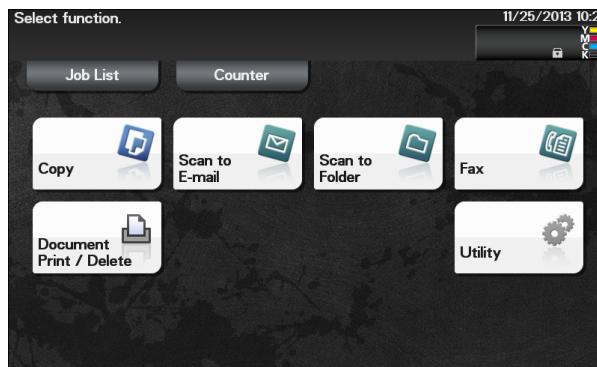 Select function.
11/25/2013 10:2
Y
M
C
K
Job List
Counter
Copy
Scan to
E-mail
Scan to
Folder
Fax
Document
Print / Delete
Utility